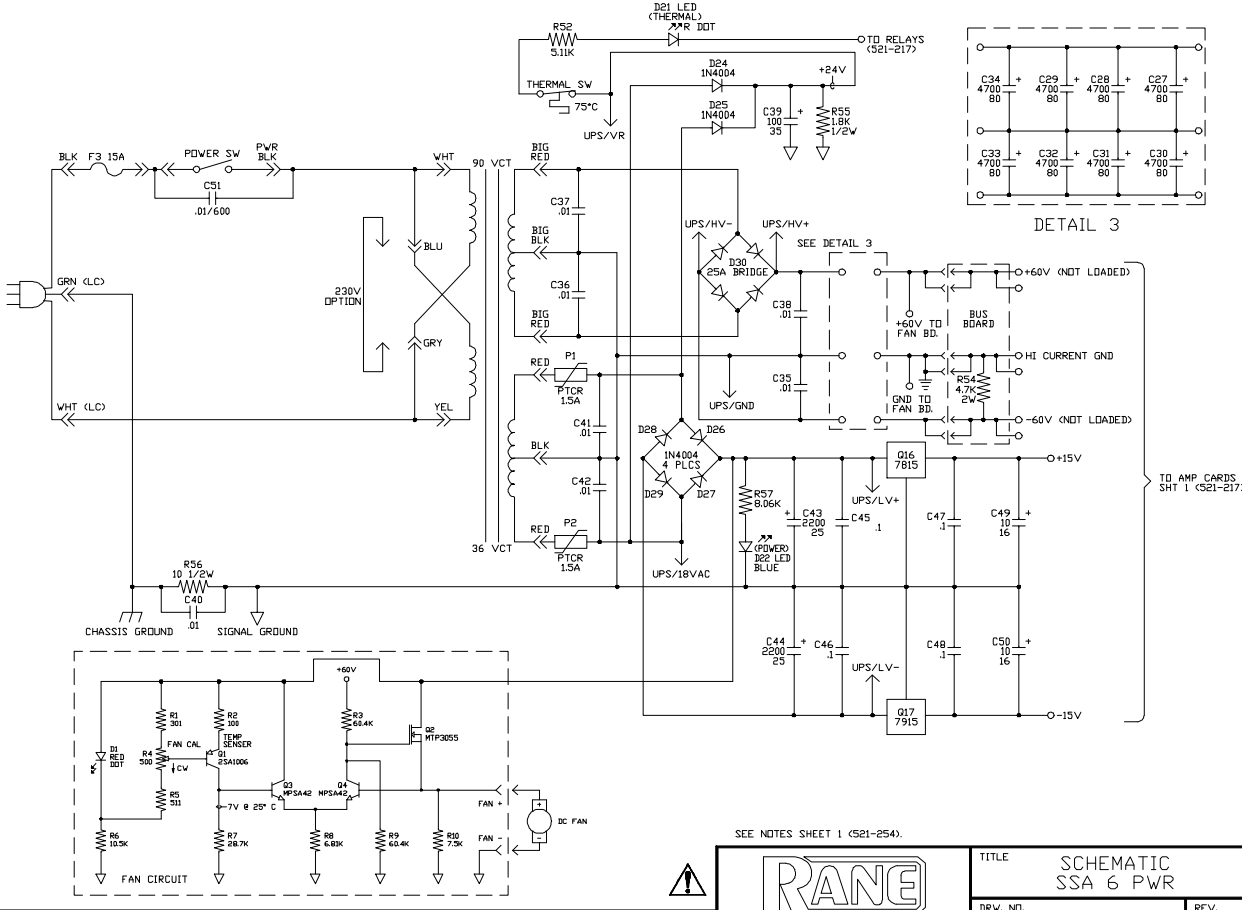 D21 LED
(THERMAL)
R DOT
R52
5.11K
TO RELAYS
(521-217)
THERMAL SW
75°C
D24
1N4004
D25
1N4004
+24V
C39
100
35
R55
1.8K
1/2W
UPS/VR
C34
4700
80
C29
4700
80
C28
4700
80
C27
4700
80
C33
4700
80
C32
4700
80
C31
4700
80
C30
4700
80
DETAIL 3
BLK
F3 15A
POWER SW
PWR
BLK
C51
.01/600
WHT
90 VCT
BIG
RED
C37
.01
BIG
BLK
C36
.01
BIG
RED
BLU
230V
OPTION
GRY
GRN (LC)
WHT (LC)
YEL
UPS/HV-
UPS/HV+
D30
25A BRIDGE
SEE DETAIL 3
C38
.01
C35
.01
UPS/GND
+60V TO
FAN BD.
GND TO
FAN BD.
BUS
BOARD
R54
4.7K
2W
+60V (NOT LOADED)
HI CURRENT GND
-60V (NOT LOADED)
RED
P1
PTCR
1.5A
C41
.01
BLK
C42
.01
RED
P2
PTCR
1.5A
36 VCT
D28
D26
1N4004
4 PLCS
D29
D27
UPS/18VAC
R57
8.06K
(POWER)
D22 LED
BLUE
C43
2200
25
C45
.1
UPS/LV+
Q16
7815
C47
.1
C49
10
16
+15V
TO AMP CARDS
SHT 1 (521-217)
C44
2200
25
C46
.1
UPS/LV-
Q17
7915
C48
.1
C50
10
16
-15V
R56
10 1/2W
C40
.01
CHASSIS GROUND
SIGNAL GROUND
+60V
R1
301
R2
100
R3
60.4K
Q2
MTP3055
D1
RED
DOT
R4
500
FAN CAL
CW
TEMP
SENSER
Q1
2SA1006
R5
511
Q3
MPSA42
Q4
MPSA42
~7V @ 25° C
FAN +
DC FAN
FAN -
R6
10.5K
R7
28.7K
R8
6.81K
R9
60.4K
R10
7.5K
FAN CIRCUIT
SEE NOTES SHEET 1 (521-254).
RANE
TITLE
SCHEMATIC
SSA 6 PWR
DRW. NO.
REV.